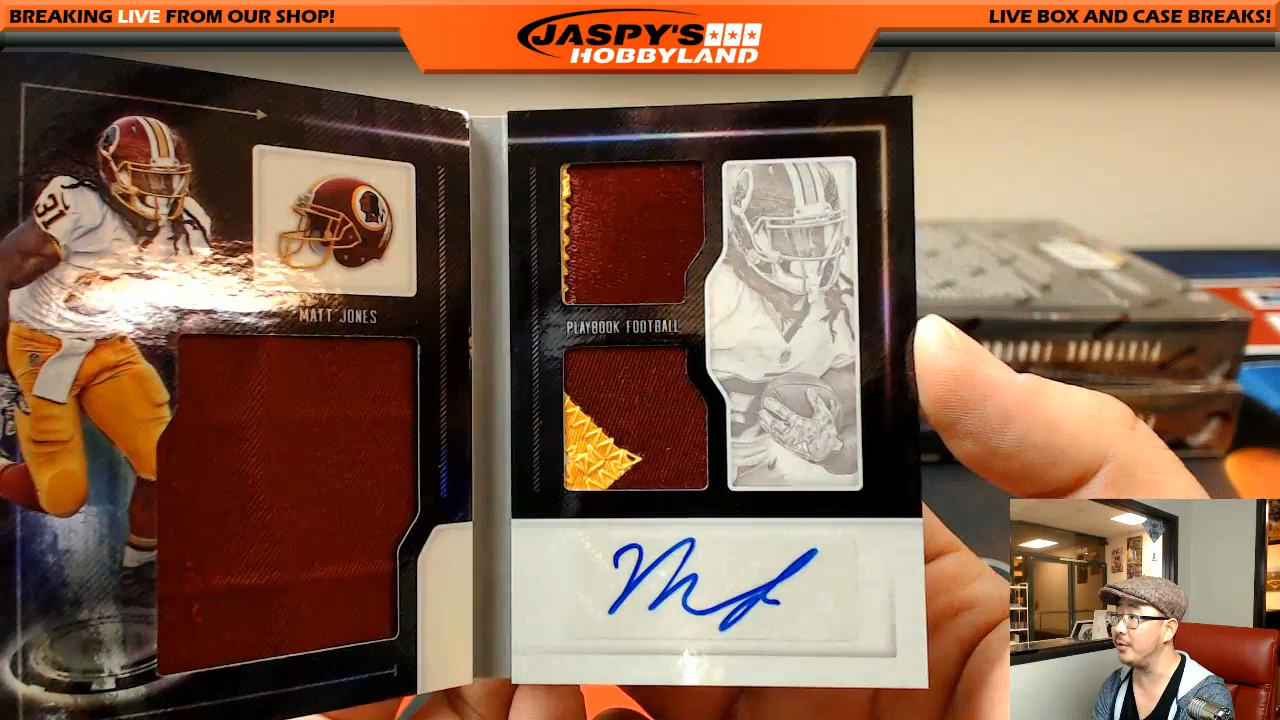 BREAKING LIVE FROM OUR SHOP!
JASPY'S
HOBBYLAND
LIVE BOX AND CASE BREAKS!
31
MATT JONES
PLAYBOOK FOOTBALL